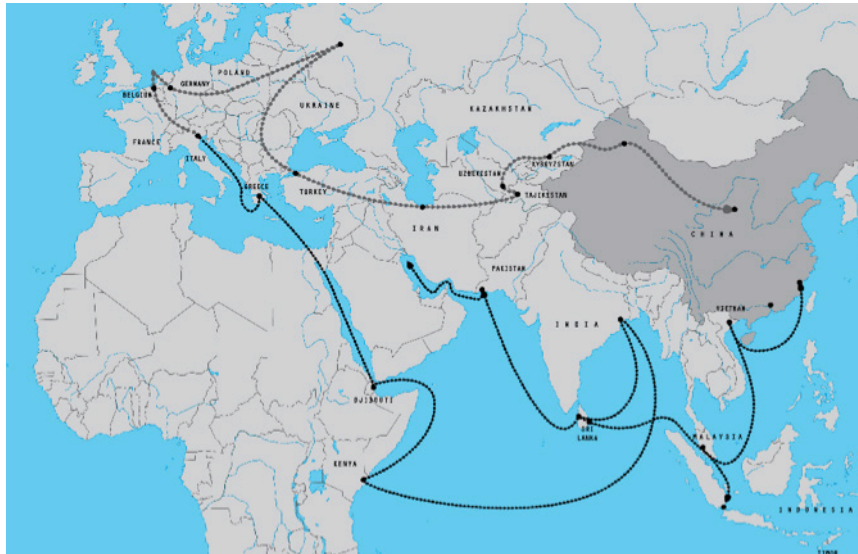 POLAND
GERMANY
BELGIUM
UKRAINE
KAZAKHSTAN
FRANCE
ITALY
UZBEKISTAN
KYRGYZSTAN
GREECE
TURKEY
TAJIKISTAN
IRAN
CHINA
PAKISTAN
INDIA
VIETNAM
DJIBOUTI
SRI
LANKA
MALAYSIA
KENYA
INDONESIA
TIMOR